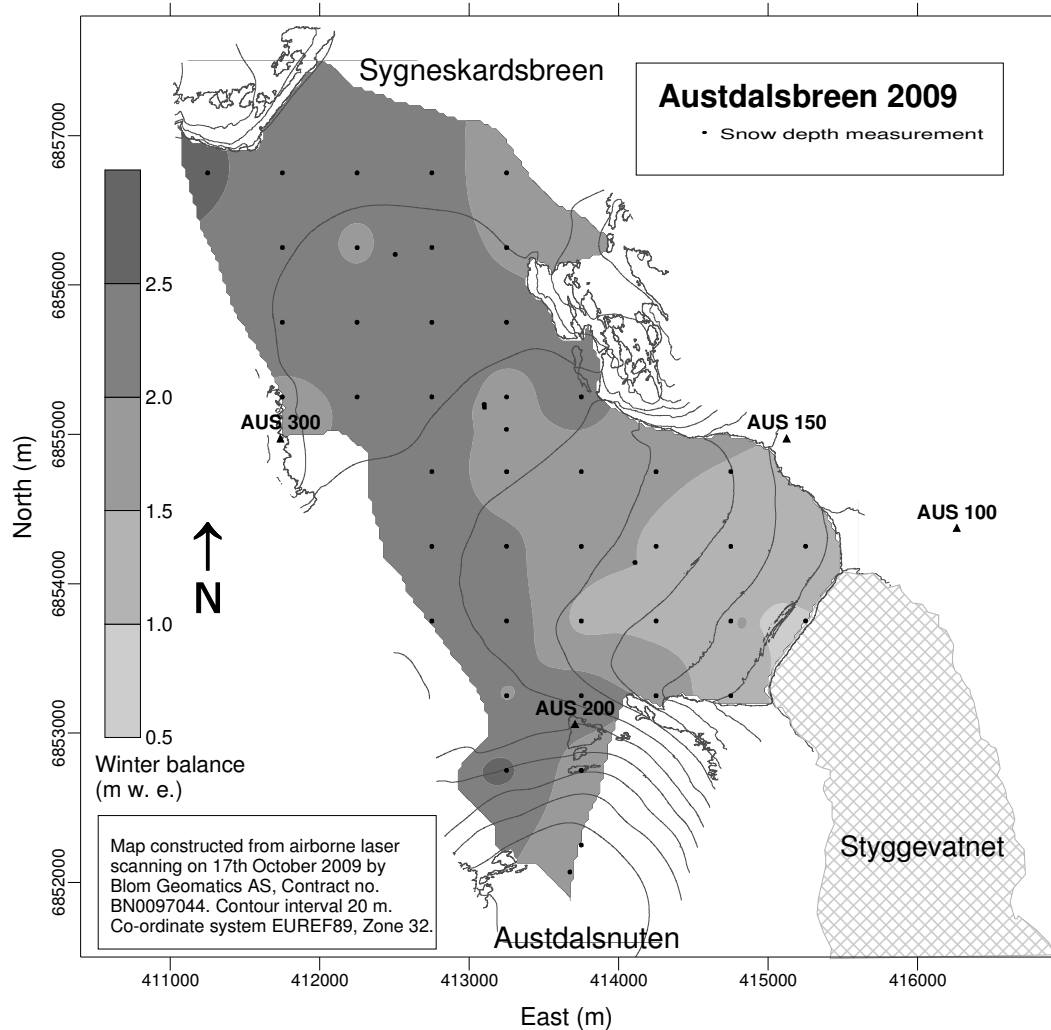 Sygneskardsbreen
Austdalsbreen 2009
Snow depth measurement
6857000
6856000
6855000
6854000
6853000
6852000
North (m)
2.5
2.0
1.5
1.0
0.5
Winter balance
(m w. e.)
N
AUS 300
AUS 150
AUS 100
AUS 200
Styggevatnet
Austdalsnuten
Map constructed from airborne laser
scanning on 17th October 2009 by
Blom Geomatics AS, Contract no.
BN0097044. Contour interval 20 m.
Co-ordinate system EUREF89, Zone 32.
411000
412000
413000
414000
415000
416000
East (m)